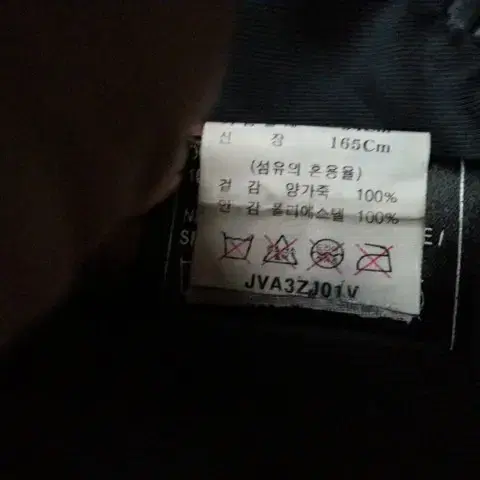 신 장 165Cm
(섬유의 혼용율)
겉 감 양가죽 100%
안 감 폴리에스텔 100%
JVA3ZJ01V